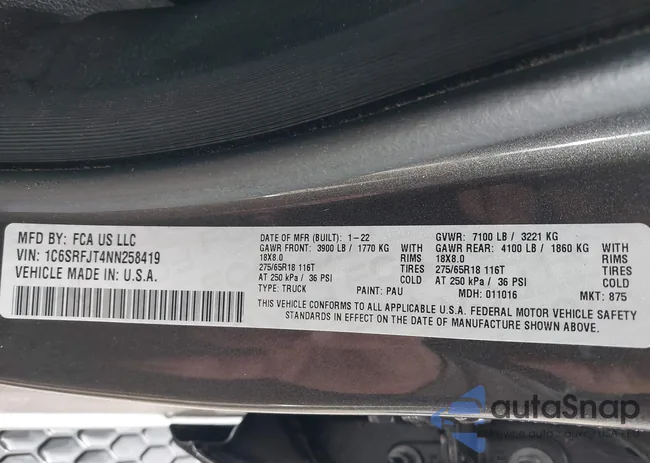 MFD BY: FCA US LLC
VIN: 1C6SRFJT4NN258419
VEHICLE MADE IN U.S.A.
DATE OF MFR (BUILT): 1-22
GVWR: 7100 LB / 3221 KG
GAWR FRONT: 3900 LB / 1770 KG WITH
18X8.0 RIMS
275/65R18 116T TIRES
AT 250 kPa / 36 PSI COLD
GAWR REAR: 4100 LB / 1860 KG WITH
18X8.0 RIMS
275/65R18 116T TIRES
AT 250 kPa / 36 PSI COLD
TYPE: TRUCK PAINT: PAU MDH: 011016 MKT: 875
THIS VEHICLE CONFORMS TO ALL APPLICABLE U.S.A. FEDERAL MOTOR VEHICLE SAFETY
STANDARDS IN EFFECT ON THE DATE OF MANUFACTURE SHOWN ABOVE.
autoSnap